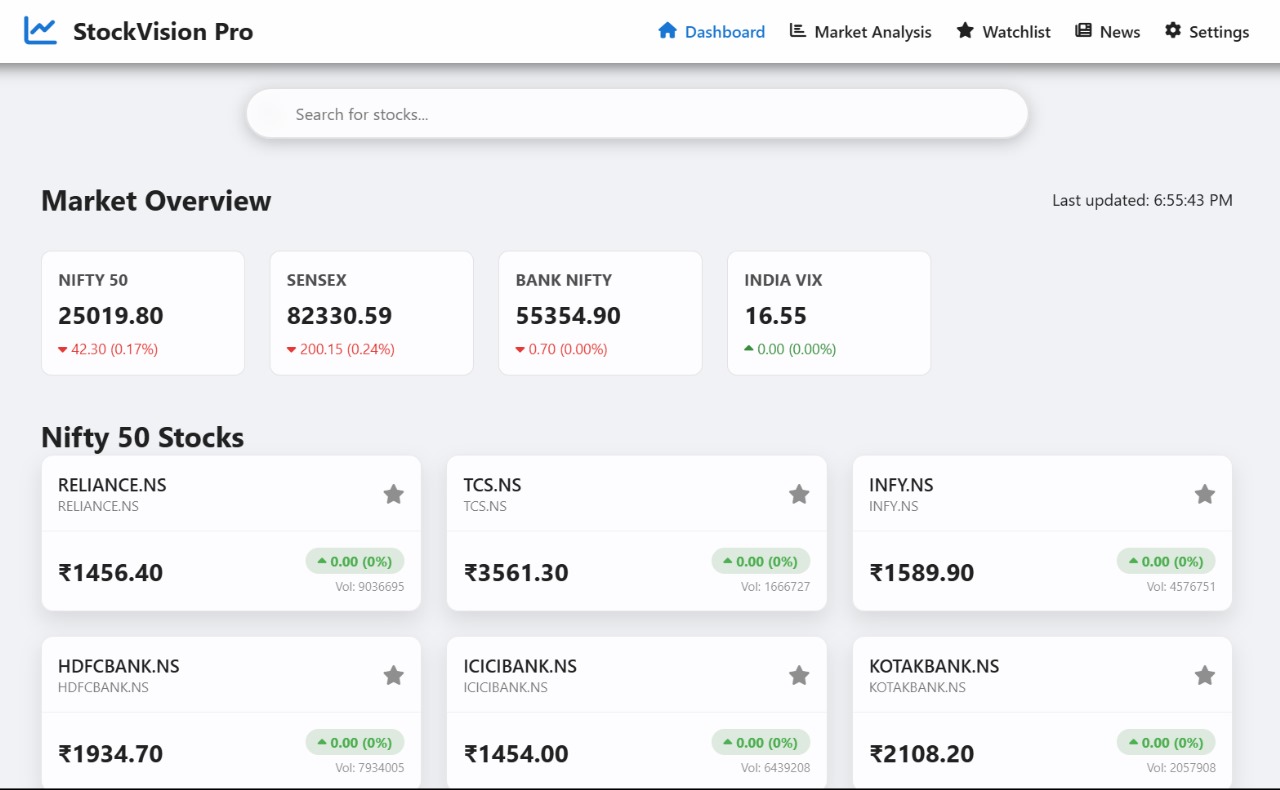 StockVision Pro
Dashboard Market Analysis Watchlist News Settings
Search for stocks...
Market Overview
Last updated: 6:55:43 PM
NIFTY 50
25019.80
42.30 (0.17%)
SENSEX
82330.59
200.15 (0.24%)
BANK NIFTY
55354.90
0.70 (0.00%)
INDIA VIX
16.55
0.00 (0.00%)
Nifty 50 Stocks
RELIANCE.NS
RELIANCE.NS
₹1456.40
0.00 (0%)
Vol: 9036695
TCS.NS
TCS.NS
₹3561.30
0.00 (0%)
Vol: 1666727
INFY.NS
INFY.NS
₹1589.90
0.00 (0%)
Vol: 4576751
HDFCBANK.NS
HDFCBANK.NS
₹1934.70
0.00 (0%)
Vol: 7934005
ICICIBANK.NS
ICICIBANK.NS
₹1454.00
0.00 (0%)
Vol: 6439208
KOTAKBANK.NS
KOTAKBANK.NS
₹2108.20
0.00 (0%)
Vol: 2057908